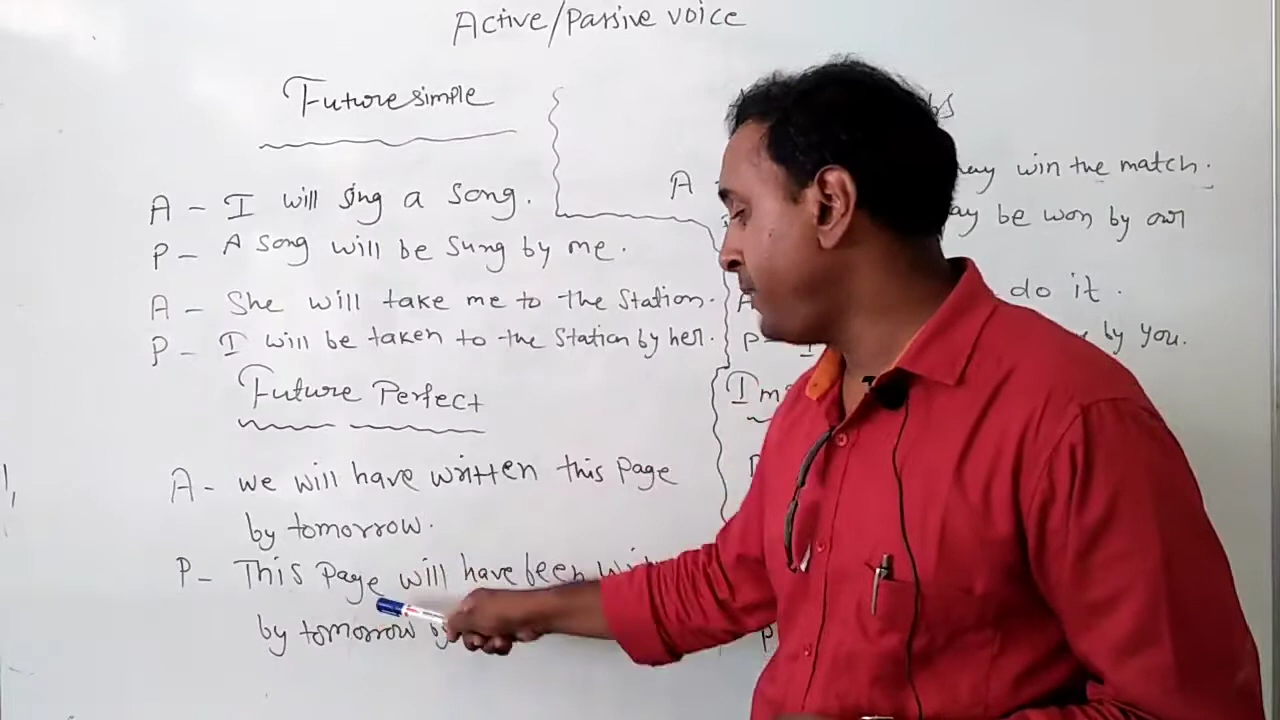 Active/Passive voice
Future simple
A - I will sing a song.
P - A song will be sung by me.
A - She will take me to the Station.
P - I will be taken to the Station by her.
Future Perfect
A - we will have written this Page
by tomorrow.
P - This Page will have been
by tomorrow
A
win the match.
be won by our
A
do it.
P - I
by you.